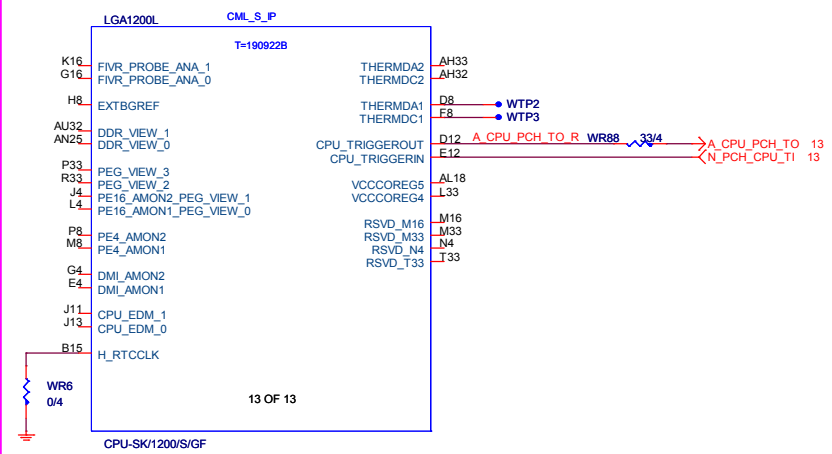 LGA1200L CML_S_IP
T=190922B
K16 FIVR_PROBE_ANA_1 THERMDA2 AH33
G16 FIVR_PROBE_ANA_0 THERMDC2 AH32
H8 EXTBGREF THERMDA1 D8 WTP2
THERMDC1 F8 WTP3
AU32 DDR_VIEW_1
AN25 DDR_VIEW_0 CPU_TRIGGEROUT D12 A_CPU_PCH_TO_R WR88 33/4 A_CPU_PCH_TO 13
CPU_TRIGGERIN E12 N_PCH_CPU_TI 13
P33 PEG_VIEW_3
R33 PEG_VIEW_2 VCCCOREG5 AL18
J4 PE16_AMON2_PEG_VIEW_1 VCCCOREG4 L33
L4 PE16_AMON1_PEG_VIEW_0
RSVD_M16 M16
P8 PE4_AMON2 RSVD_M33 M33
M8 PE4_AMON1 RSVD_N4 N4
RSVD_T33 T33
G4 DMI_AMON2
E4 DMI_AMON1
J11 CPU_EDM_1
J13 CPU_EDM_0
B15 H_RTCCLK
WR6
0/4
13 OF 13
CPU-SK/1200/S/GF